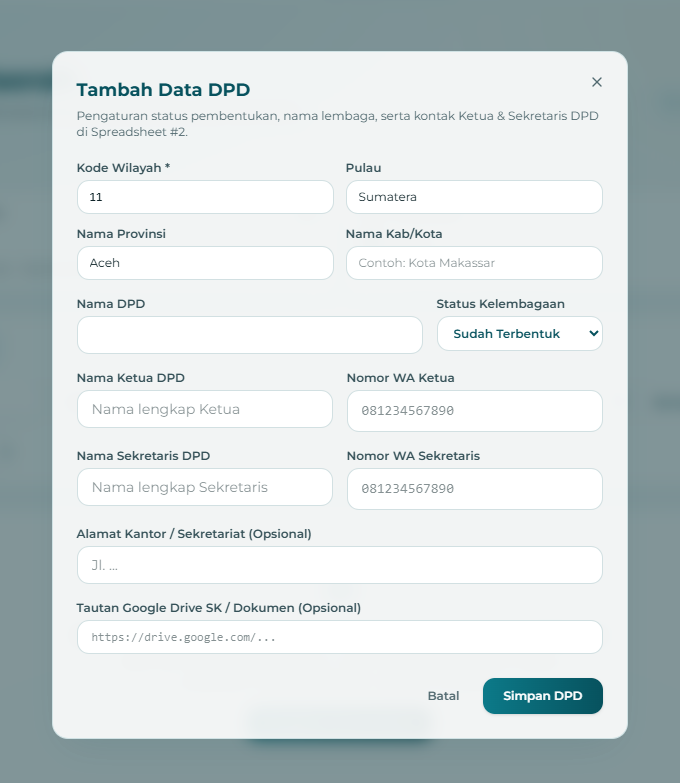 Tambah Data DPD
×
Pengaturan status pembentukan, nama lembaga, serta kontak Ketua & Sekretaris DPD
di Spreadsheet #2.
Kode Wilayah *
Pulau
11
Sumatera
Nama Provinsi
Nama Kab/Kota
Aceh
Contoh: Kota Makassar
Nama DPD
Status Kelembagaan
Sudah Terbentuk
Nama Ketua DPD
Nomor WA Ketua
Nama lengkap Ketua
081234567890
Nama Sekretaris DPD
Nomor WA Sekretaris
Nama lengkap Sekretaris
081234567890
Alamat Kantor / Sekretariat (Opsional)
Jl. ...
Tautan Google Drive SK / Dokumen (Opsional)
https://drive.google.com/...
Batal
Simpan DPD